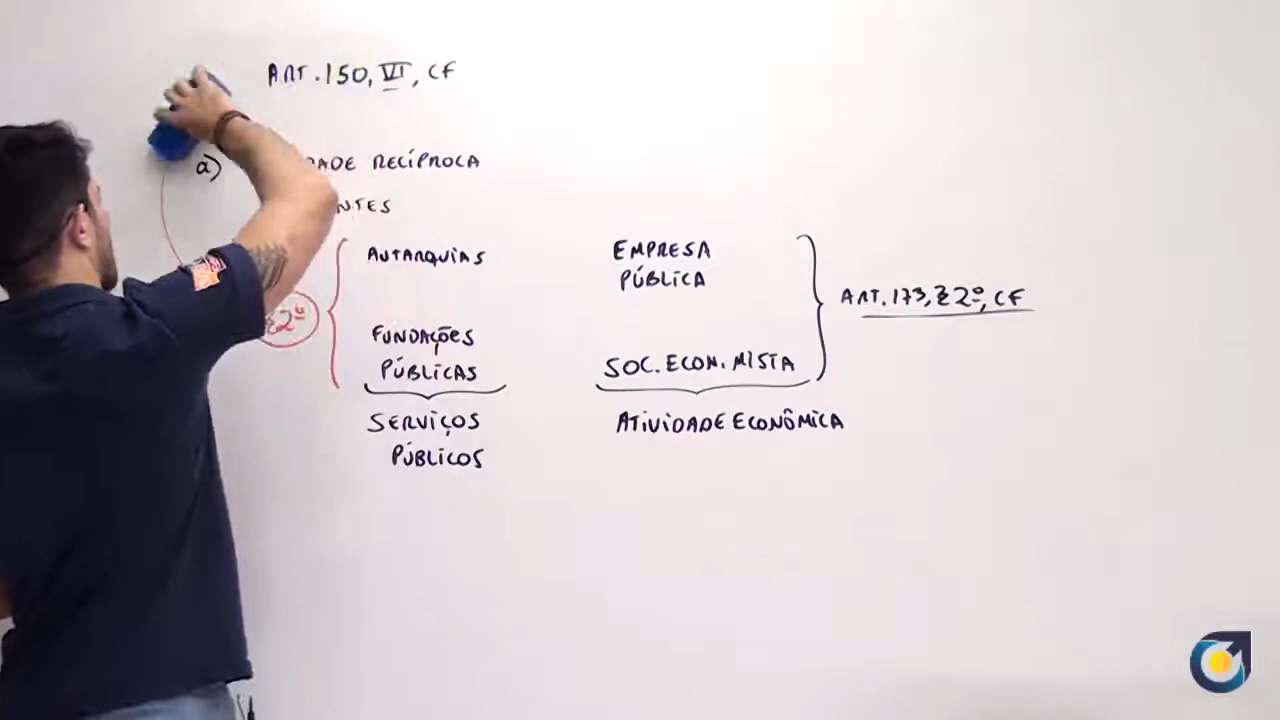 ART. 150, VI, CF
a) DADE RECÍPROCA
NTES
AUTARQUIAS
FUNDAÇÕES
PÚBLICAS
SERVIÇOS
PÚBLICOS
§2º
EMPRESA
PÚBLICA
SOC. ECON. MISTA
ATIVIDADE ECONÔMICA
ART. 173, §2º, CF